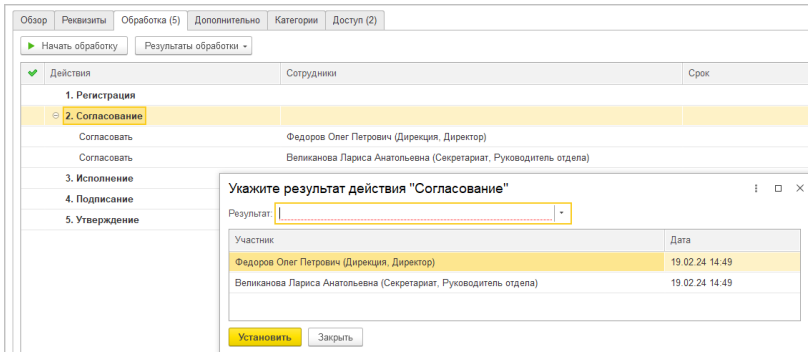 Обзор Реквизиты Обработка (5) Дополнительно Категории Доступ (2)
Начать обработку Результаты обработки
Действия Сотрудники Срок
1. Регистрация
2. Согласование
Согласовать Федоров Олег Петрович (Дирекция, Директор)
Согласовать Великанова Лариса Анатольевна (Секретариат, Руководитель отдела)
3. Исполнение
4. Подписание
5. Утверждение
Укажите результат действия "Согласование"
Результат:
Участник Дата
Федоров Олег Петрович (Дирекция, Директор) 19.02.24 14:49
Великанова Лариса Анатольевна (Секретариат, Руководитель отдела) 19.02.24 14:49
Установить Закрыть